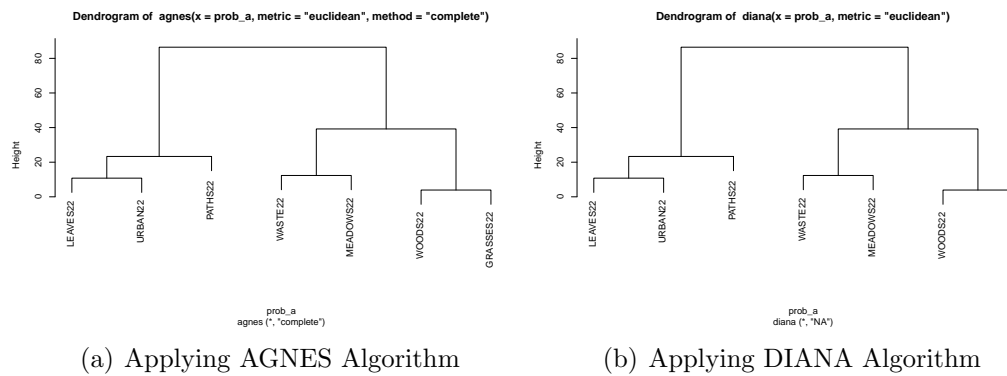 Dendrogram of agnes(x = prob_a, metric = "euclidean", method = "complete")
Height
0 20 40 60 80
LEAVES22
URBAN22
PATHS22
WASTE22
MEADOWS22
WOODS22
GRASSES22
prob_a
agnes (*, "complete")
(a) Applying AGNES Algorithm
Dendrogram of diana(x = prob_a, metric = "euclidean")
Height
0 20 40 60 80
LEAVES22
URBAN22
PATHS22
WASTE22
MEADOWS22
WOODS22
prob_a
diana (*, "NA")
(b) Applying DIANA Algorithm